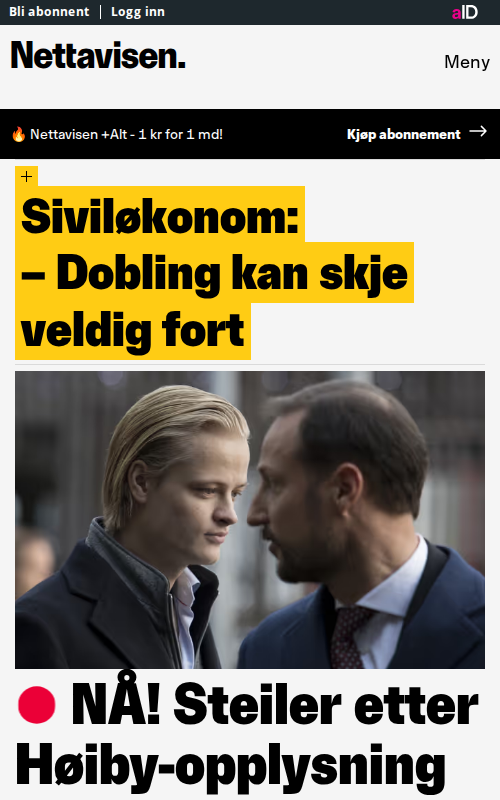 Bli abonnent | Logg inn aID
Nettavisen.
Meny
🔥 Nettavisen +Alt - 1 kr for 1 md! Kjøp abonnement →
+
Siviløkonom:
– Dobling kan skje
veldig fort
NÅ! Steiler etter
Høiby-opplysning